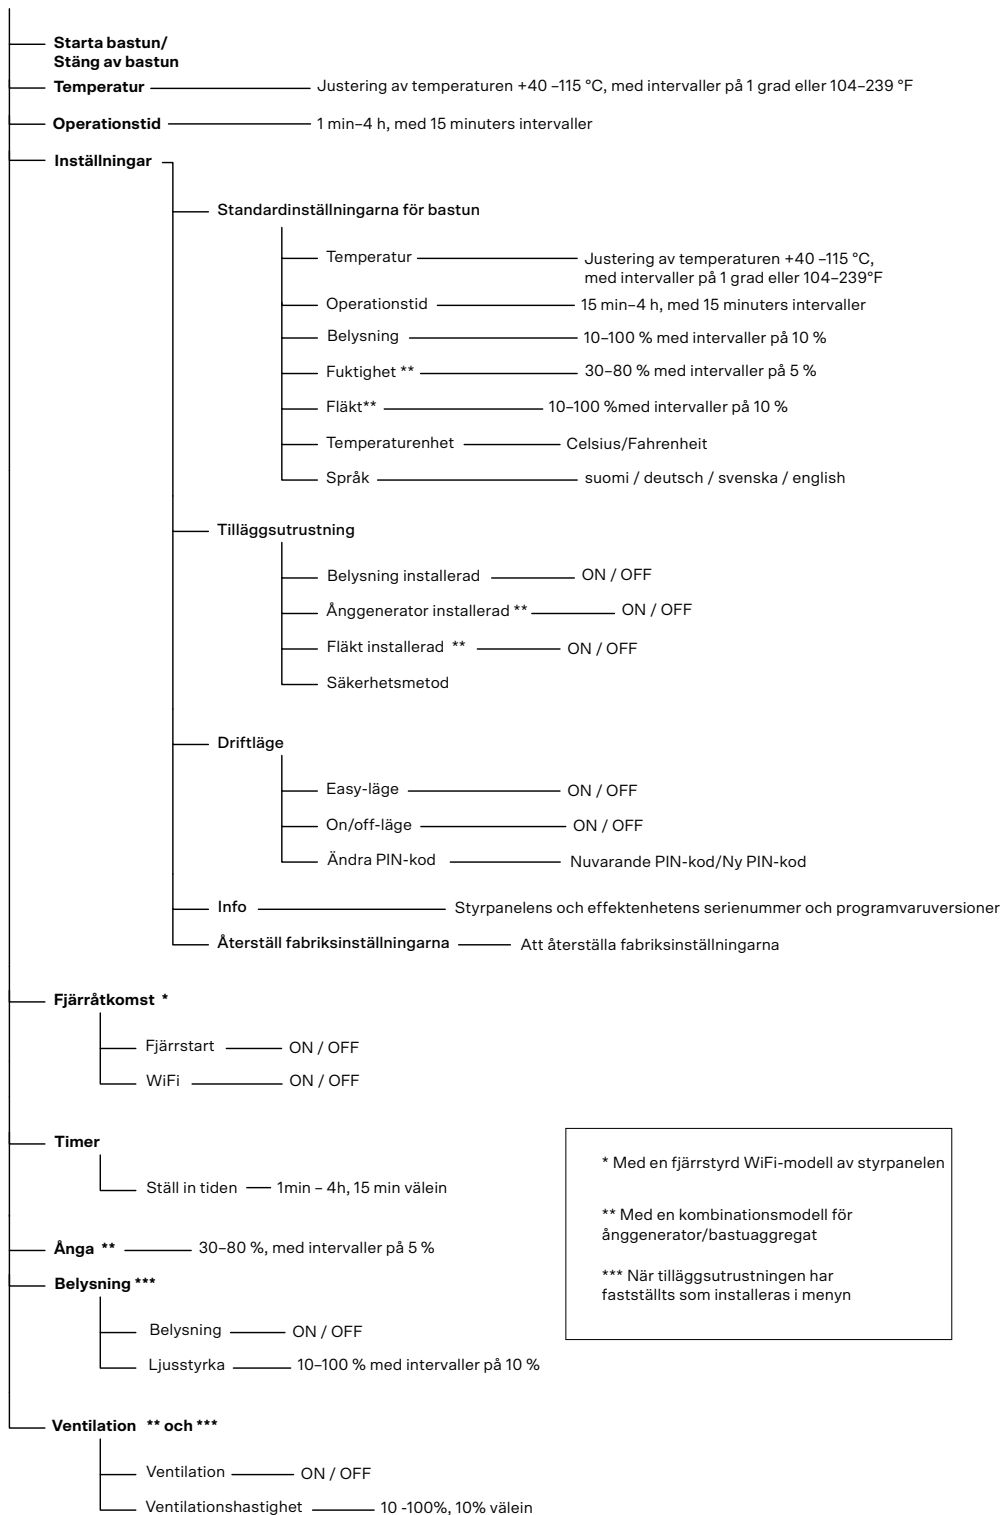 Starta bastun/
Stäng av bastun
Temperatur Justering av temperaturen +40 –115 °C, med intervaller på 1 grad eller 104–239 °F
Operationstid 1 min–4 h, med 15 minuters intervaller
Inställningar
Standardinställningarna för bastun
Temperatur Justering av temperaturen +40 –115 °C,
med intervaller på 1 grad eller 104–239°F
Operationstid 15 min–4 h, med 15 minuters intervaller
Belysning 10–100 % med intervaller på 10 %
Fuktighet ** 30–80 % med intervaller på 5 %
Fläkt** 10–100 %med intervaller på 10 %
Temperaturenhet Celsius/Fahrenheit
Språk suomi / deutsch / svenska / english
Tilläggsutrustning
Belysning installerad ON / OFF
Ånggenerator installerad ** ON / OFF
Fläkt installerad ** ON / OFF
Säkerhetsmetod
Driftläge
Easy-läge ON / OFF
On/off-läge ON / OFF
Ändra PIN-kod Nuvarande PIN-kod/Ny PIN-kod
Info Styrpanelens och effektenhetens serienummer och programvaruversioner
Återställ fabriksinställningarna Att återställa fabriksinställningarna
Fjärråtkomst *
Fjärrstart ON / OFF
WiFi ON / OFF
Timer
Ställ in tiden 1min – 4h, 15 min välein
Ånga ** 30–80 %, med intervaller på 5 %
Belysning ***
Belysning ON / OFF
Ljusstyrka 10–100 % med intervaller på 10 %
Ventilation ** och ***
Ventilation ON / OFF
Ventilationshastighet 10 -100%, 10% välein
* Med en fjärrstyrd WiFi-modell av styrpanelen
** Med en kombinationsmodell för
ånggenerator/bastuaggregat
*** När tilläggsutrustningen har
fastställts som installeras i menyn